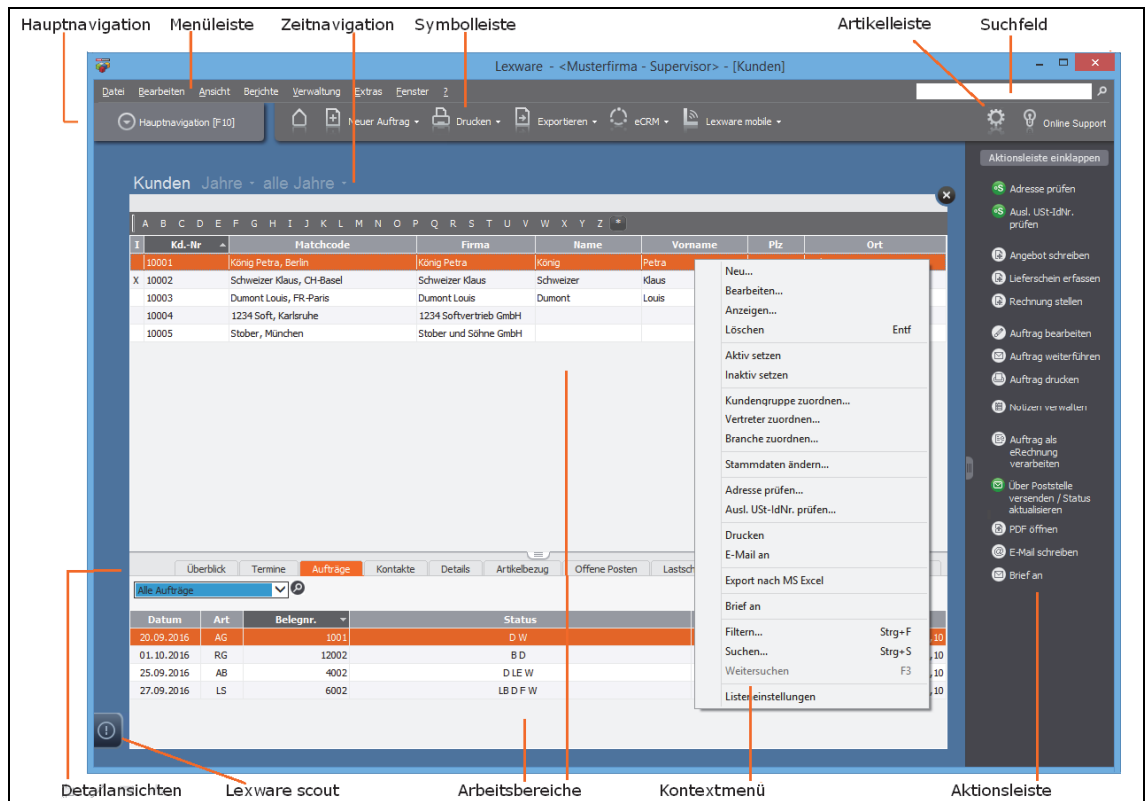 Hauptnavigation Menüleiste Zeitnavigation Symbolleiste Artikelleiste Suchfeld
Lexware - <Musterfirma - Supervisor> - [Kunden]
Datei Bearbeiten Ansicht Berichte Verwaltung Extras Fenster ?
Hauptnavigation [F10] Neuer Auftrag Drucken Exportieren eCRM Lexware mobile Online Support
Aktionsleiste einklappen
Kunden Jahre - alle Jahre -
A B C D E F G H I J K L M N O P Q R S T U V W X Y Z *
I Kd.-Nr Matchcode Firma Name Vorname Plz Ort
10001 König Petra, Berlin König Petra König Petra
X 10002 Schweizer Klaus, CH-Basel Schweizer Klaus Schweizer Klaus
10003 Dumont Louis, FR-Paris Dumont Louis Dumont Louis
10004 1234 Soft, Karlsruhe 1234 Softvertrieb GmbH
10005 Stober, München Stober und Söhne GmbH
Neu...
Bearbeiten...
Anzeigen...
Löschen Entf
Aktiv setzen
Inaktiv setzen
Kundengruppe zuordnen...
Vertreter zuordnen...
Branche zuordnen...
Stammdaten ändern...
Adresse prüfen...
Ausl. USt-IdNr. prüfen...
Drucken
E-Mail an
Export nach MS Excel
Brief an
Filtern... Strg+F
Suchen... Strg+S
Weitersuchen F3
Listeneinstellungen
Adresse prüfen
Ausl. USt-IdNr.
prüfen
Angebot schreiben
Lieferschein erfassen
Rechnung stellen
Auftrag bearbeiten
Auftrag weiterführen
Auftrag drucken
Notizen verwalten
Auftrag als
eRechnung
verarbeiten
Über Poststelle
versenden / Status
aktualisieren
PDF öffnen
E-Mail schreiben
Brief an
Überblick Termine Aufträge Kontakte Details Artikelbezug Offene Posten Lastsch
Alle Aufträge
Datum Art Belegnr. Status
20.09.2016 AG 1001 D W ,10
01.10.2016 RG 12002 B D ,10
25.09.2016 AB 4002 D LE W ,10
27.09.2016 LS 6002 LB D F W ,10
Detailansichten Lexware scout Arbeitsbereiche Kontextmenü Aktionsleiste